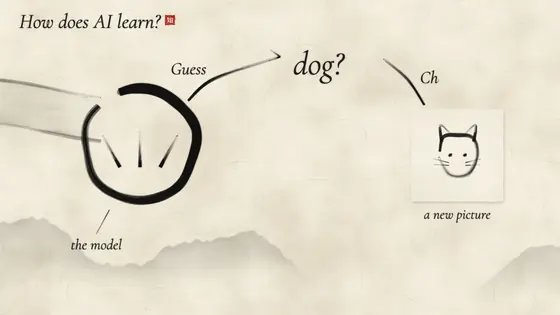 How does AI learn?
Guess
dog?
Ch
a new picture
the model